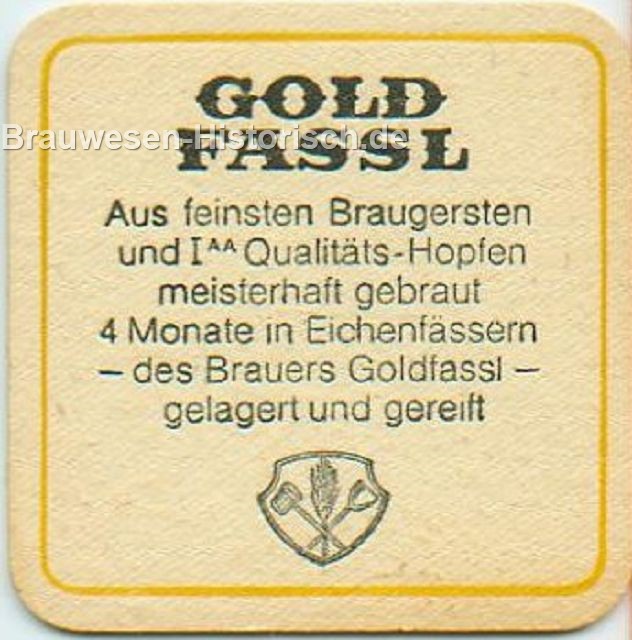 GOLD
Brauwesen-Historisch.de
FASSL
Aus feinsten Braugersten
und Iᴬᴬ Qualitäts-Hopfen
meisterhaft gebraut
4 Monate in Eichenfässern
– des Brauers Goldfassl –
gelagert und gereift